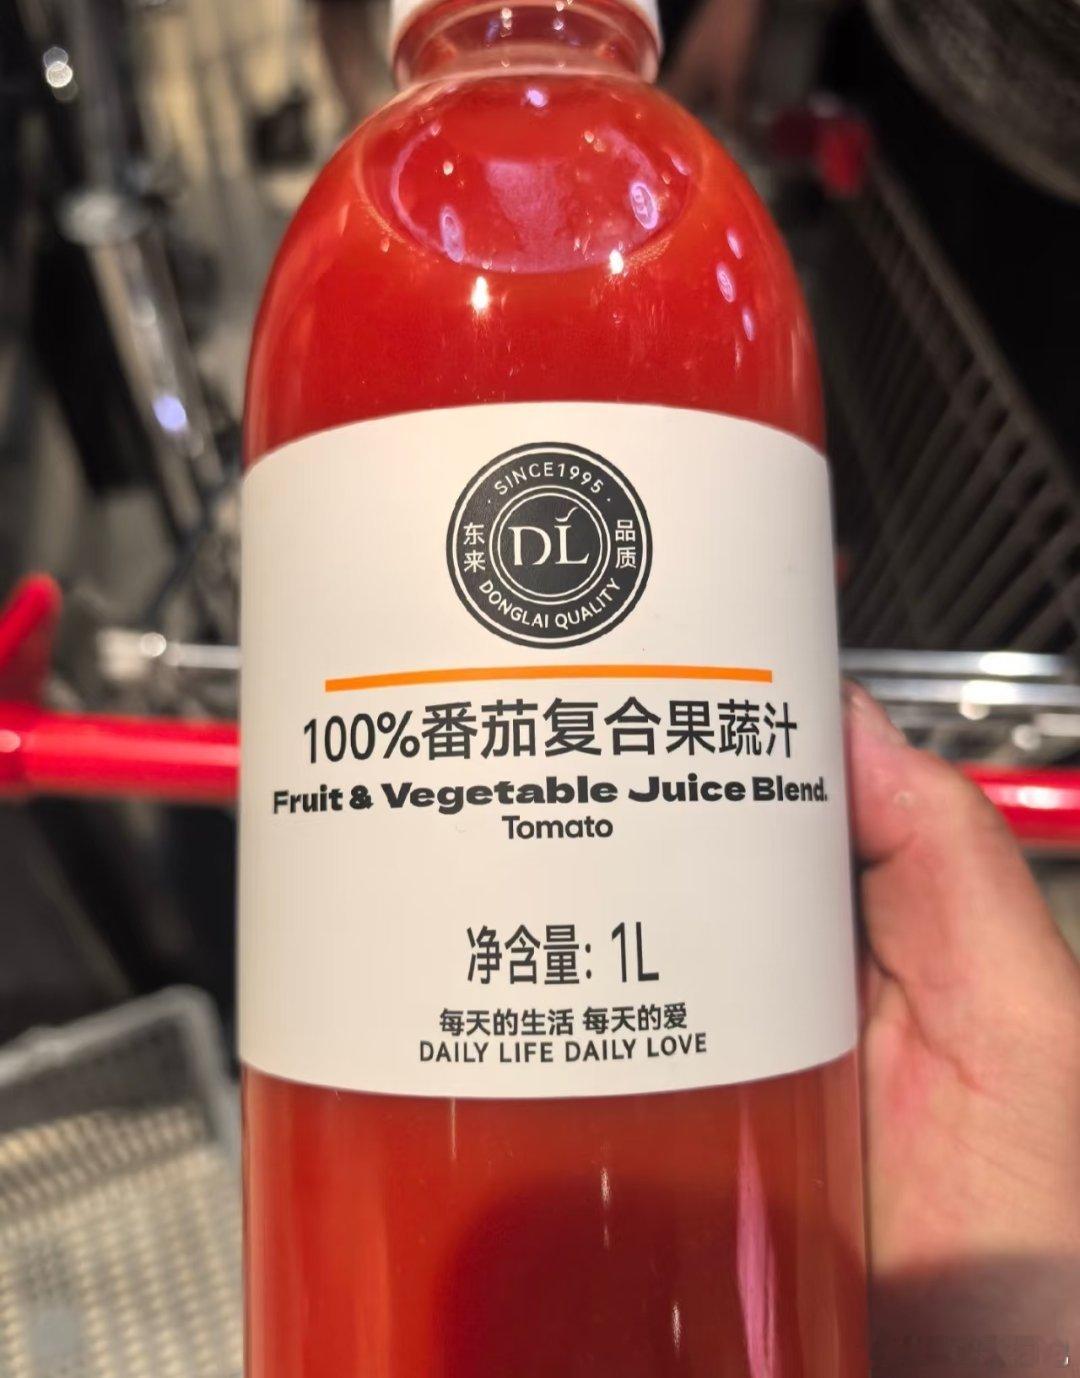 ·SINCE1995·
东来
品质
DL
DONGLAI QUALITY
100%番茄复合果蔬汁
Fruit & Vegetable Juice Blend.
Tomato
净含量: 1L
每天的生活 每天的爱
DAILY LIFE DAILY LOVE